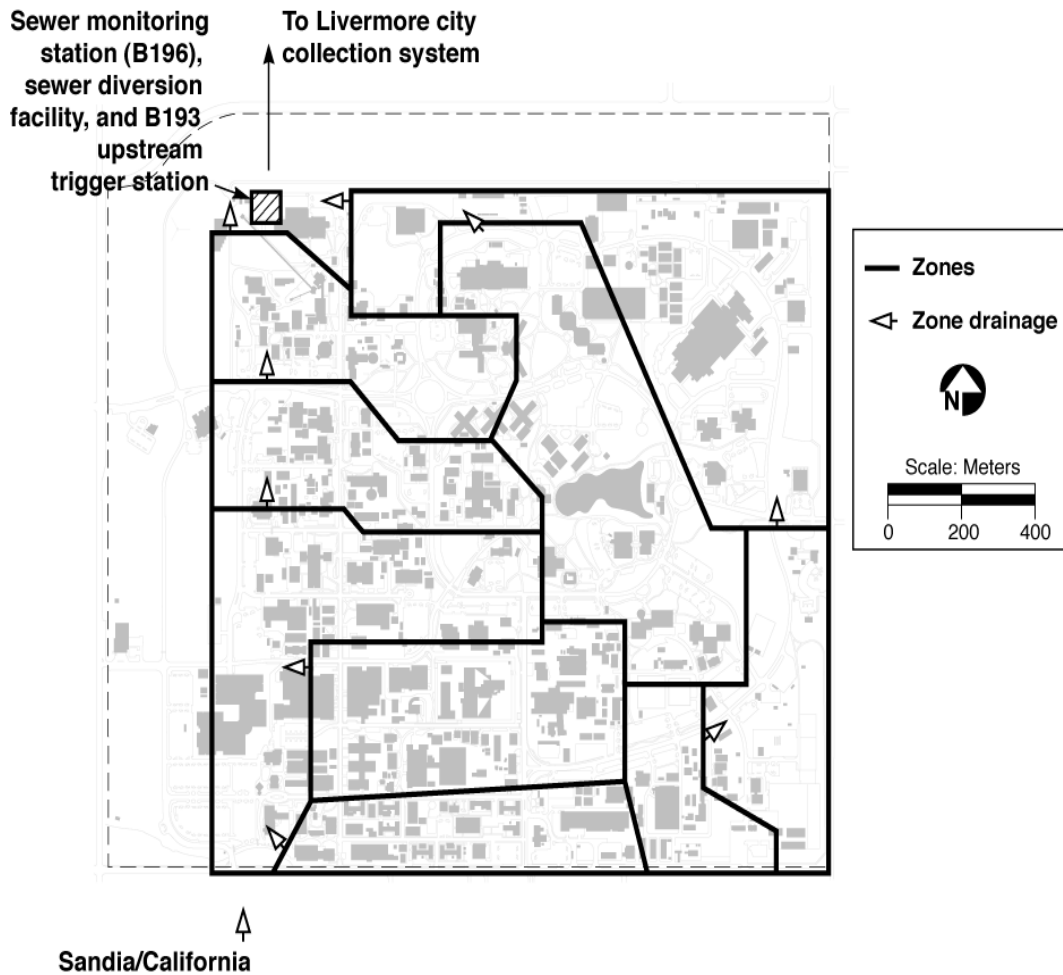 Sewer monitoring
station (B196),
sewer diversion
facility, and B193
upstream
trigger station
To Livermore city
collection system
Zones
Zone drainage
N
Scale: Meters
0 200 400
Sandia/California